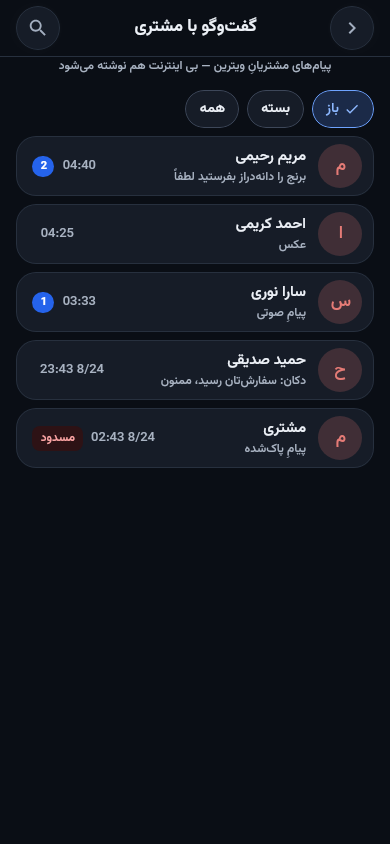 گفت‌وگو با مشتری
پیام‌های مشتریانِ ویترین — بی اینترنت هم نوشته می‌شود
باز
بسته
همه
م
مریم رحیمی
برنج را دانه‌دراز بفرستید لطفاً
04:40
2
ا
احمد کریمی
عکس
04:25
س
سارا نوری
پیامِ صوتی
03:33
1
ح
حمید صدیقی
دکان: سفارش‌تان رسید، ممنون
8/24 23:43
م
مشتری
پیامِ پاک‌شده
8/24 02:43
مسدود